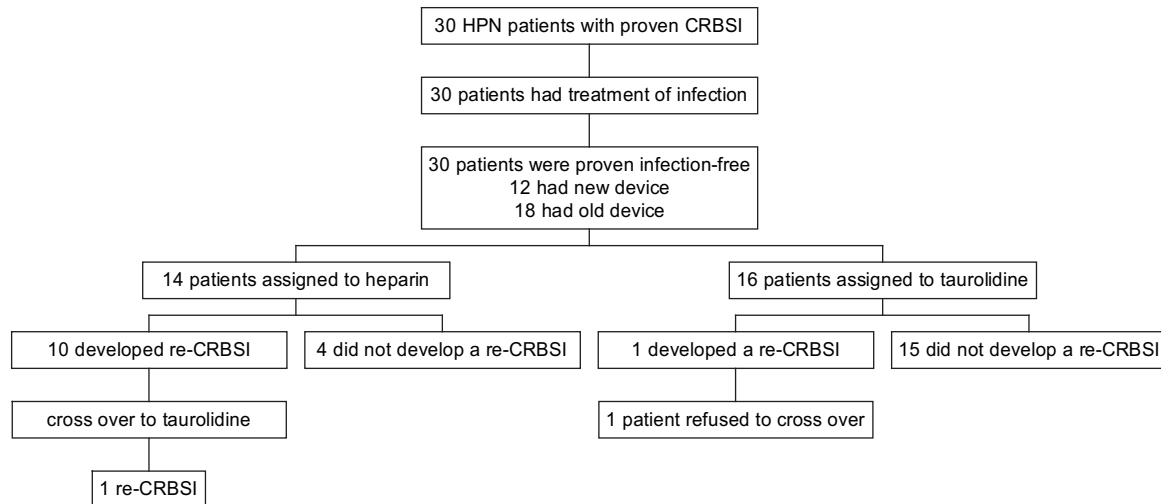 30 HPN patients with proven CRBSI
30 patients had treatment of infection
30 patients were proven infection-free
12 had new device
18 had old device
14 patients assigned to heparin
16 patients assigned to taurolidine
10 developed re-CRBSI
4 did not develop a re-CRBSI
1 developed a re-CRBSI
15 did not develop a re-CRBSI
cross over to taurolidine
1 patient refused to cross over
1 re-CRBSI